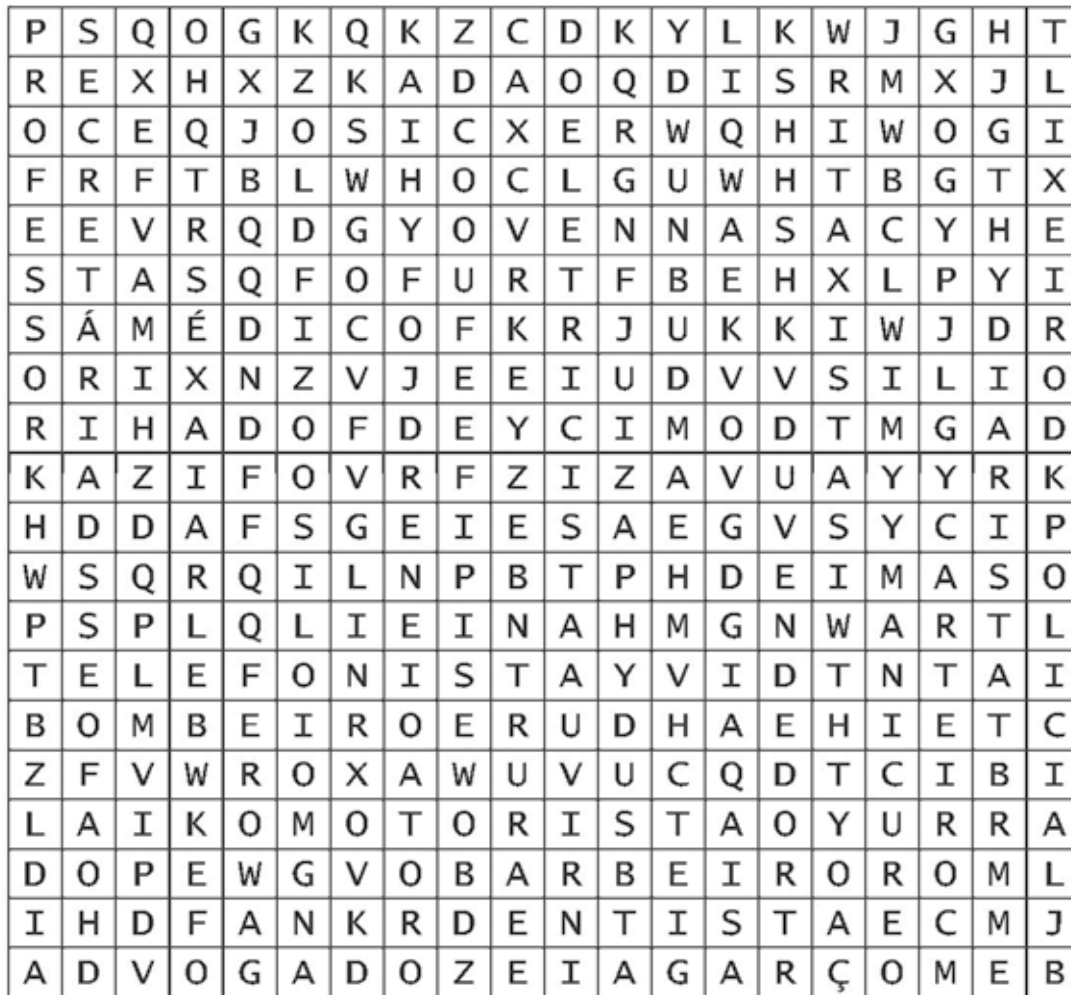 P S Q O G K Q K Z C D K Y L K W J G H T
R E X H X Z K A D A O Q D I S R M X J L
O C E Q J O S I C X E R W Q H I W O G I
F R F T B L W H O C L G U W H T B G T X
E E V R Q D G Y O V E N N A S A C Y H E
S T A S Q F O F U R T F B E H X L P Y I
S Á M É D I C O F K R J U K K I W J D R
O R I X N Z V J E E I U D V V S I L I O
R I H A D O F D E Y C I M O D T M G A D
K A Z I F O V R F Z I Z A V U A Y Y R K
H D D A F S G E I E S A E G V S Y C I P
W S Q R Q I L N P B T P H D E I M A S O
P S P L Q L I E I N A H M G N W A R T L
T E L E F O N I S T A Y V I D T N T A I
B O M B E I R O E R U D H A E H I E T C
Z F V W R O X A W U V U C Q D T C I B I
L A I K O M O T O R I S T A O Y U R R A
D O P E W G V O B A R B E I R O R O M L
I H D F A N K R D E N T I S T A E C M J
A D V O G A D O Z E I A G A R Ç O M E B